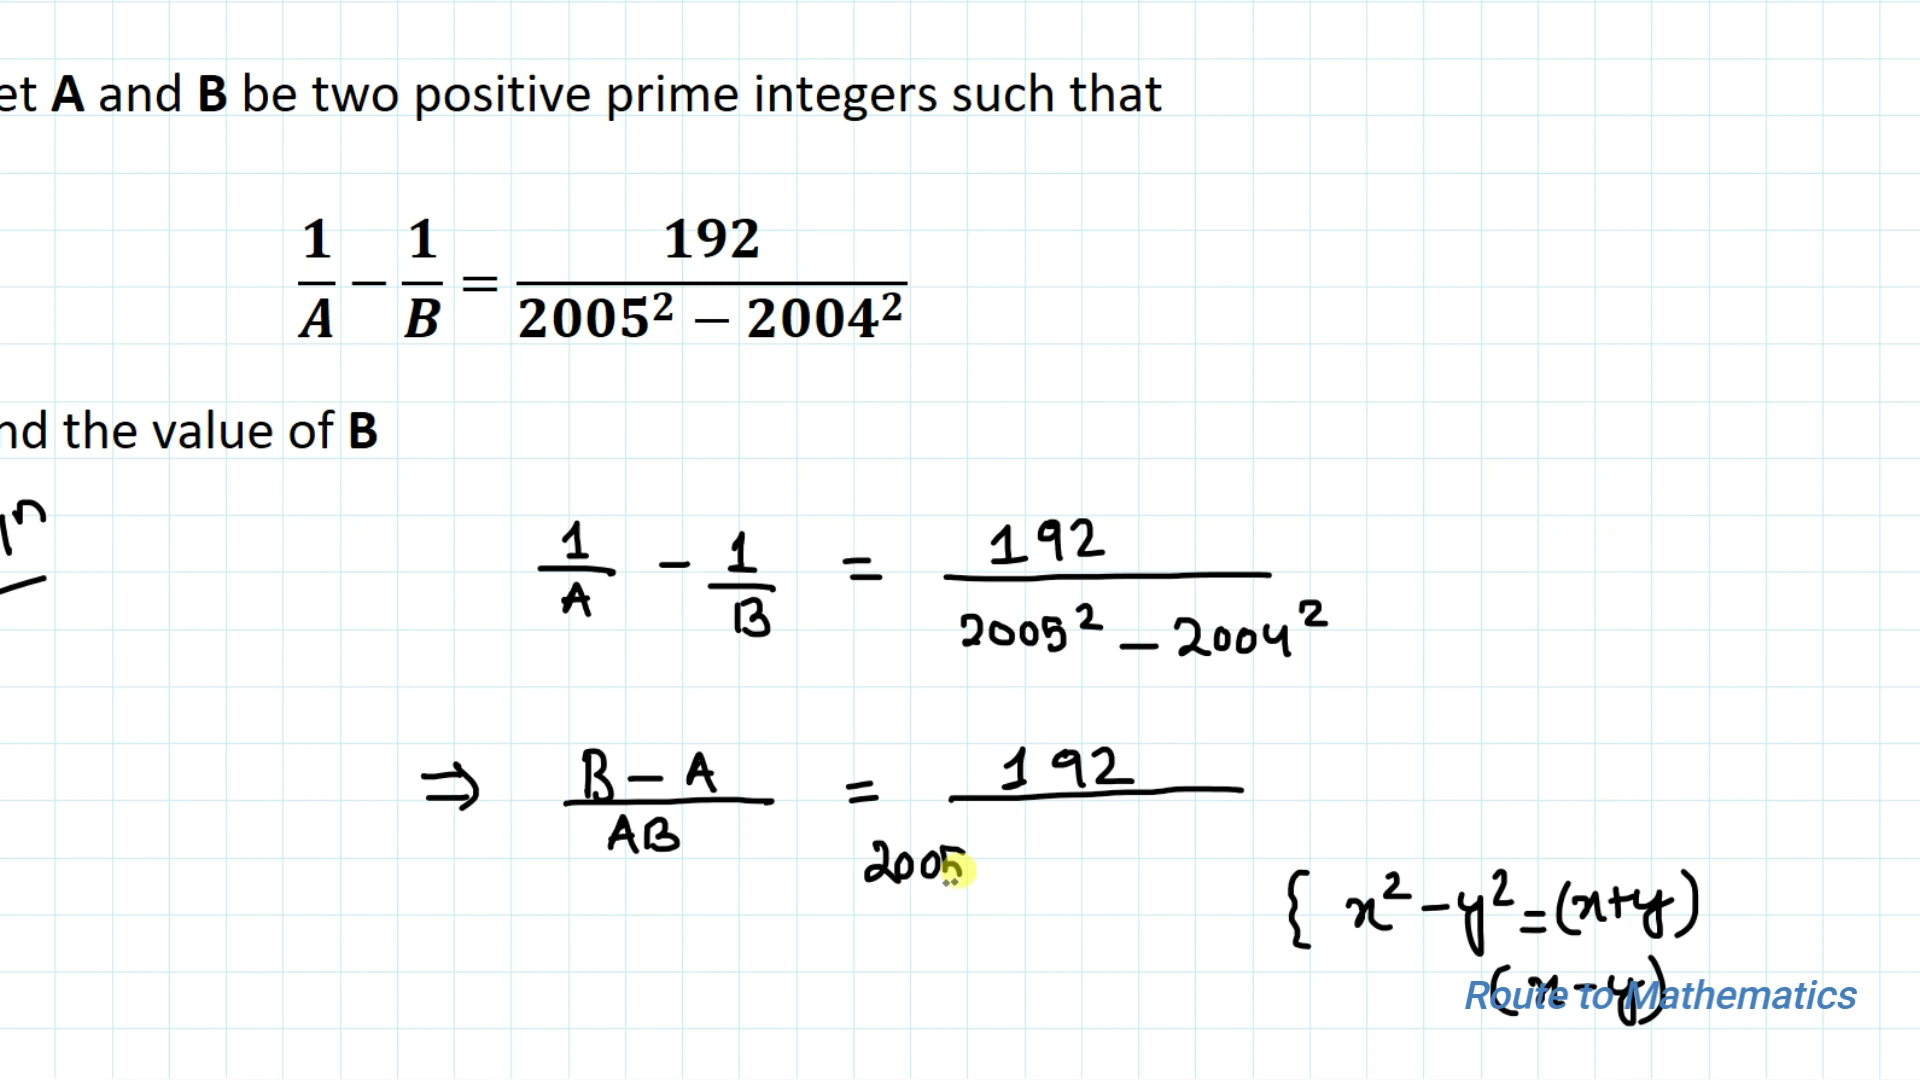 et A and B be two positive prime integers such that
1/A − 1/B = 192/(2005² − 2004²)
nd the value of B
1/A − 1/B = 192/(2005² − 2004²)
⇒ (B − A)/AB = 192/2005
{ x² − y² = (x+y)
(x − y)
Route to Mathematics